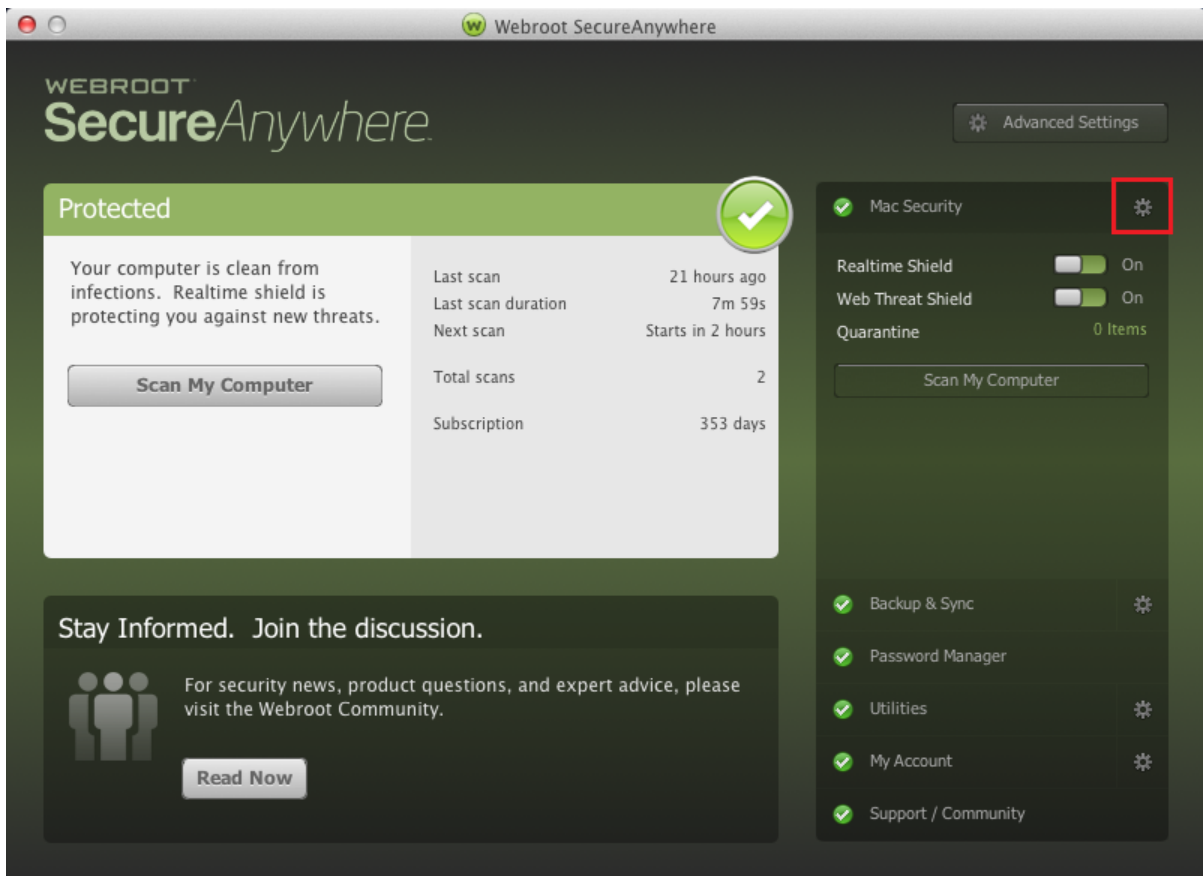 Webroot SecureAnywhere
WEBROOT
SecureAnywhere.
Advanced Settings
Protected
Your computer is clean from
infections. Realtime shield is
protecting you against new threats.
Scan My Computer
Last scan 21 hours ago
Last scan duration 7m 59s
Next scan Starts in 2 hours
Total scans 2
Subscription 353 days
Stay Informed. Join the discussion.
For security news, product questions, and expert advice, please
visit the Webroot Community.
Read Now
Mac Security
Realtime Shield On
Web Threat Shield On
Quarantine 0 Items
Scan My Computer
Backup & Sync
Password Manager
Utilities
My Account
Support / Community